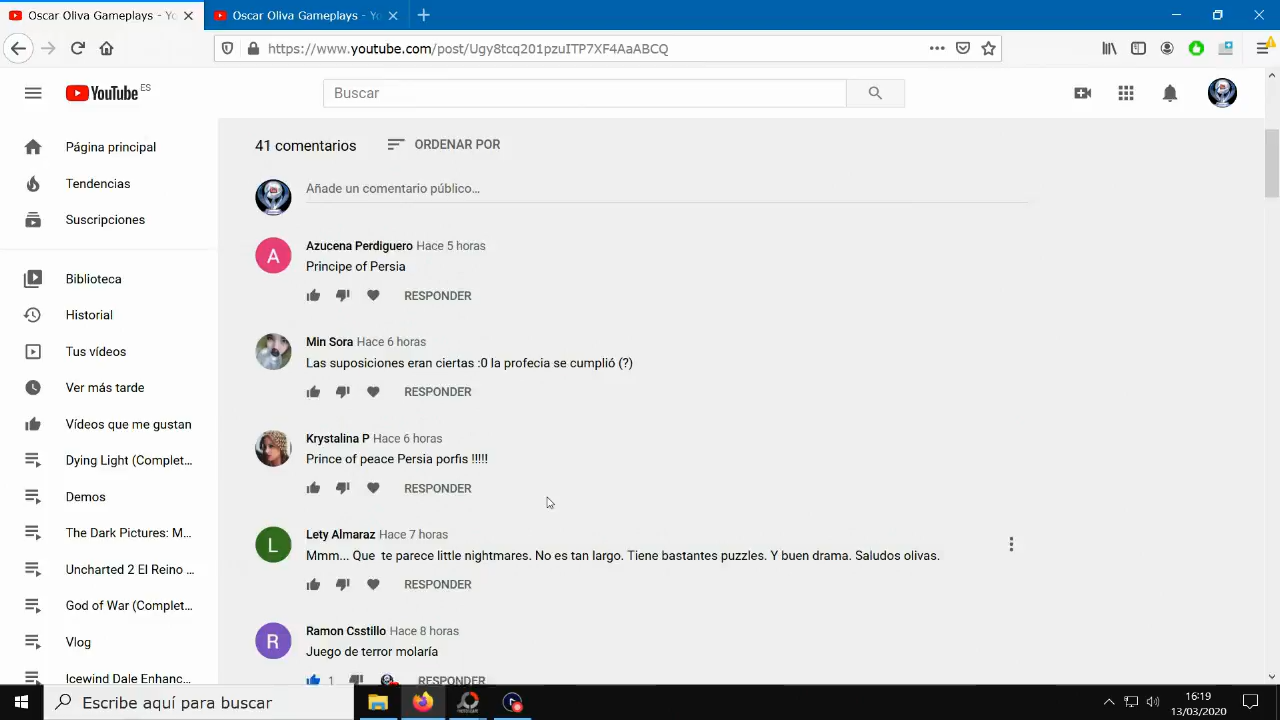 Oscar Oliva Gameplays - Yo
Oscar Oliva Gameplays - Yo
https://www.youtube.com/post/Ugy8tcq201pzuITP7XF4AaABCQ
YouTube ES
Buscar
Página principal
Tendencias
Suscripciones
Biblioteca
Historial
Tus vídeos
Ver más tarde
Vídeos que me gustan
Dying Light (Complet...
Demos
The Dark Pictures: M...
Uncharted 2 El Reino ...
God of War (Complet...
Vlog
Icewind Dale Enhanc...
41 comentarios
ORDENAR POR
Añade un comentario público...
A
Azucena Perdiguero Hace 5 horas
Principe of Persia
RESPONDER
Min Sora Hace 6 horas
Las suposiciones eran ciertas :0 la profecia se cumplió (?)
RESPONDER
Krystalina P Hace 6 horas
Prince of peace Persia porfis !!!!!
RESPONDER
L
Lety Almaraz Hace 7 horas
Mmm... Que te parece little nightmares. No es tan largo. Tiene bastantes puzzles. Y buen drama. Saludos olivas.
RESPONDER
R
Ramon Csstillo Hace 8 horas
Juego de terror molaría
1 RESPONDER
Escribe aquí para buscar
16:19
13/03/2020